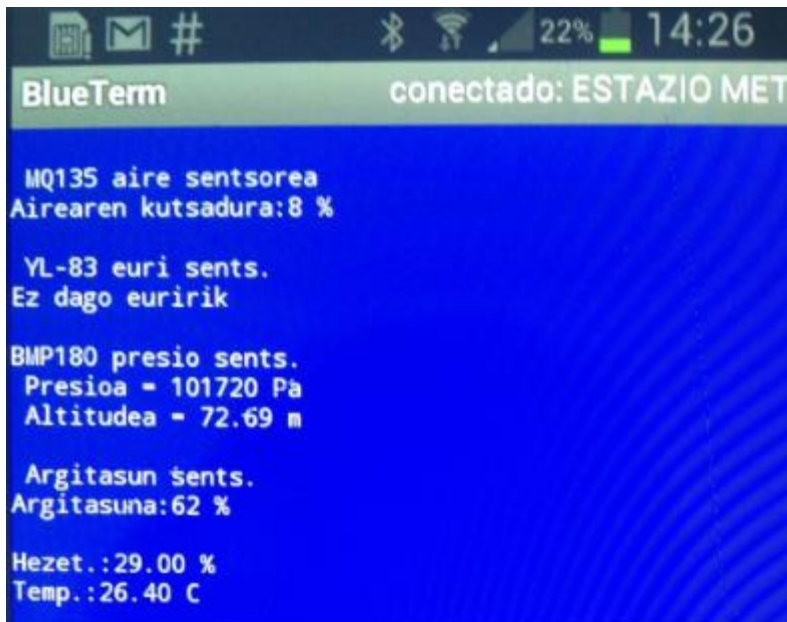 22% 14:26
BlueTerm conectado: ESTAZIO MET
MQ135 aire sentsorea
Airearen kutsadura:8 %
YL-83 euri sents.
Ez dago euririk
BMP180 presio sents.
Presioa = 101720 Pa
Altitudea = 72.69 m
Argitasun sents.
Argitasuna:62 %
Hezet.:29.00 %
Temp.:26.40 C